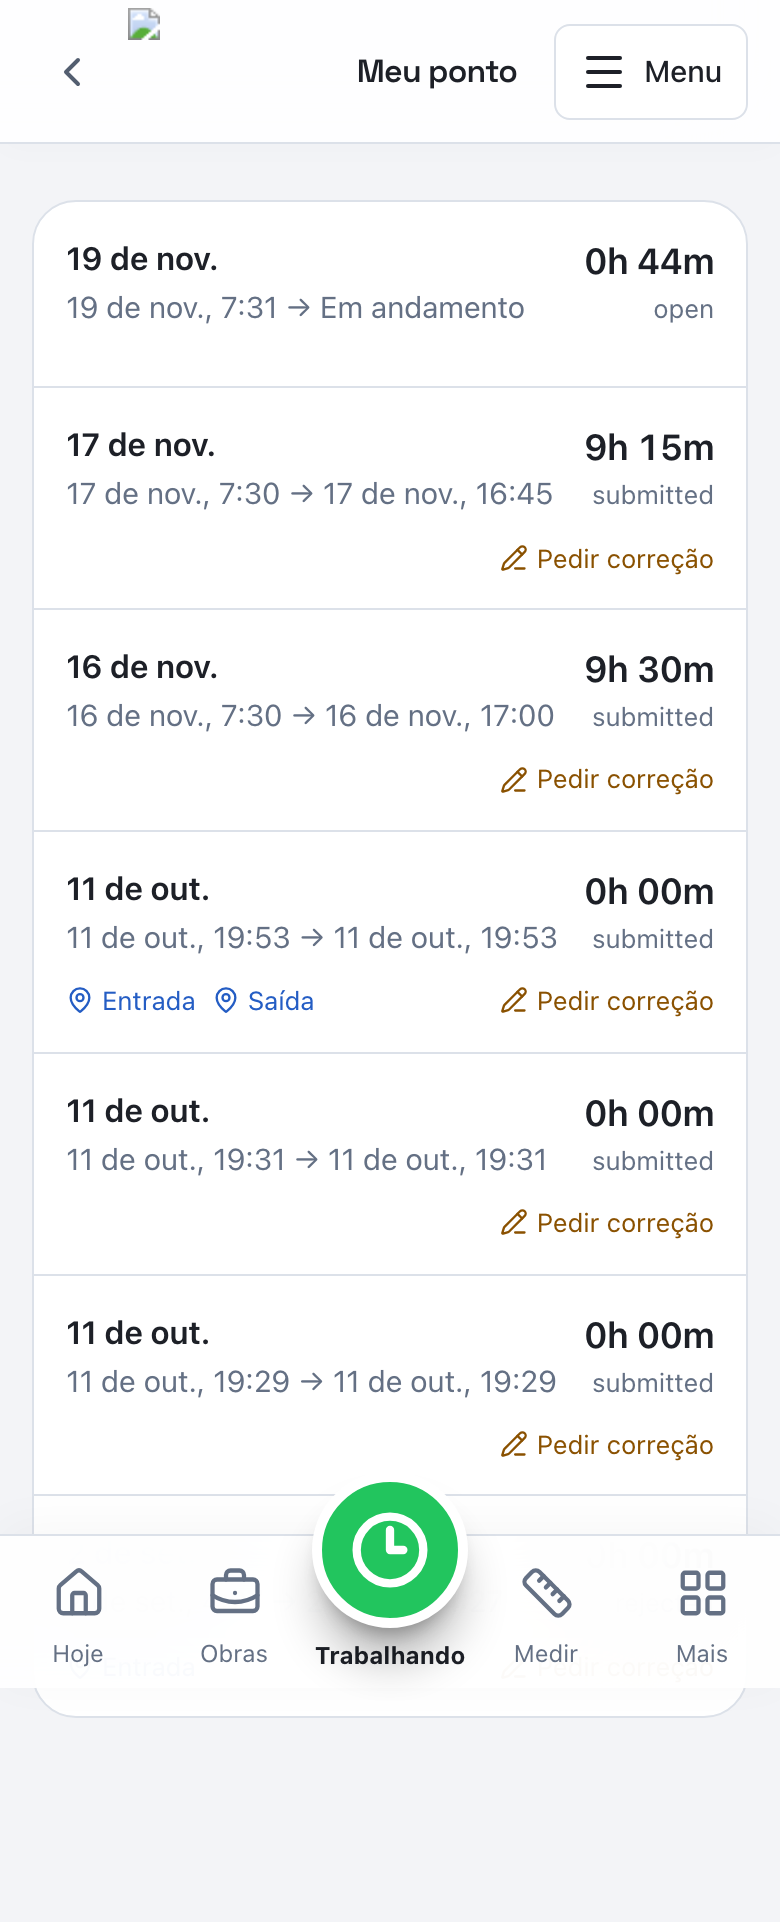 Meu ponto
Menu
19 de nov.
0h 44m
19 de nov., 7:31 → Em andamento
open
17 de nov.
9h 15m
17 de nov., 7:30 → 17 de nov., 16:45
submitted
Pedir correção
16 de nov.
9h 30m
16 de nov., 7:30 → 16 de nov., 17:00
submitted
Pedir correção
11 de out.
0h 00m
11 de out., 19:53 → 11 de out., 19:53
submitted
Entrada Saída
Pedir correção
11 de out.
0h 00m
11 de out., 19:31 → 11 de out., 19:31
submitted
Pedir correção
11 de out.
0h 00m
11 de out., 19:29 → 11 de out., 19:29
submitted
Pedir correção
Hoje
Obras
Trabalhando
Medir
Mais
Entrada
Pedir correção